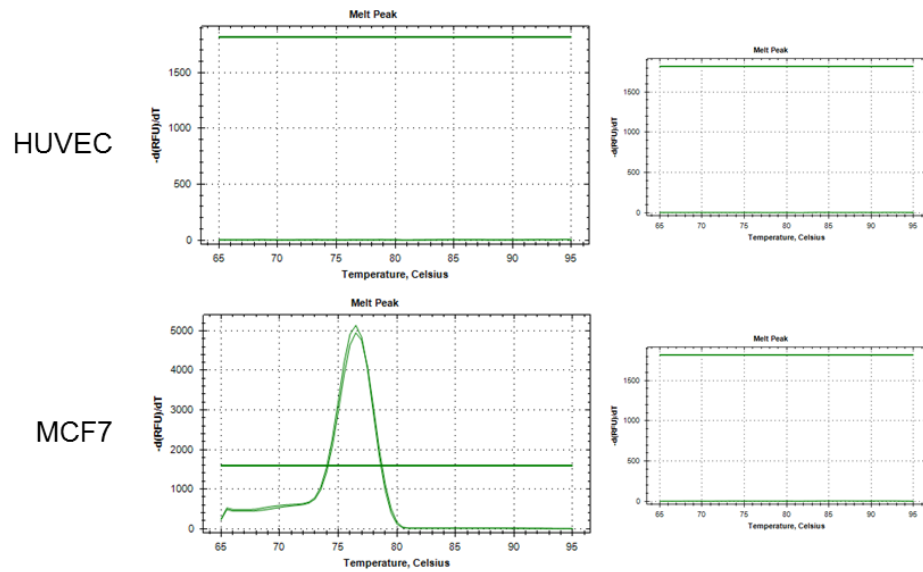 Melt Peak
HUVEC
-d(RFU)/dT
1500
1000
500
0
65 70 75 80 85 90 95
Temperature, Celsius
Melt Peak
-d(RFU)/dT
1500
1000
500
0
65 70 75 80 85 90 95
Temperature, Celsius
Melt Peak
MCF7
-d(RFU)/dT
5000
4000
3000
2000
1000
0
65 70 75 80 85 90 95
Temperature, Celsius
Melt Peak
-d(RFU)/dT
1500
1000
500
0
65 70 75 80 85 90 95
Temperature, Celsius